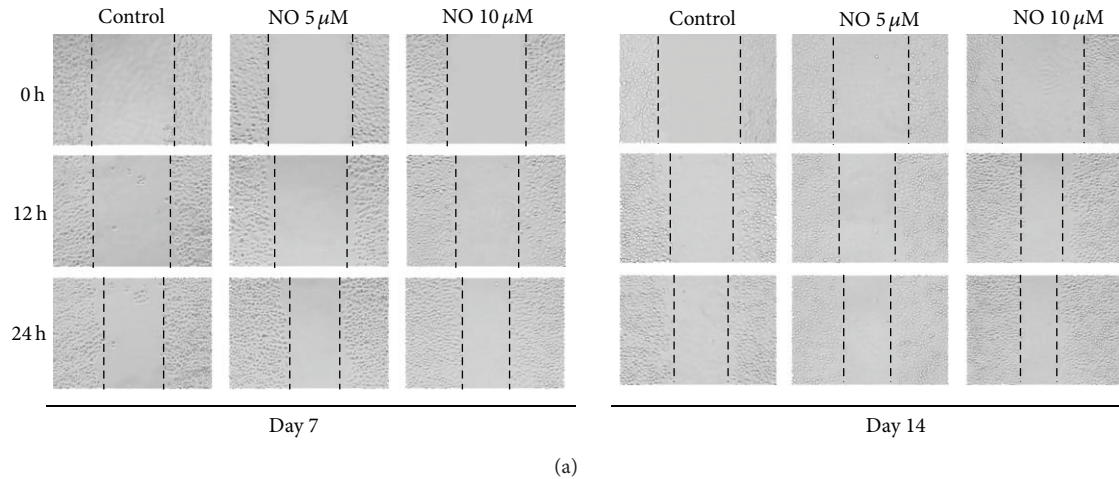 Control NO 5 μM NO 10 μM Control NO 5 μM NO 10 μM
0 h
12 h
24 h
Day 7 Day 14
(a)